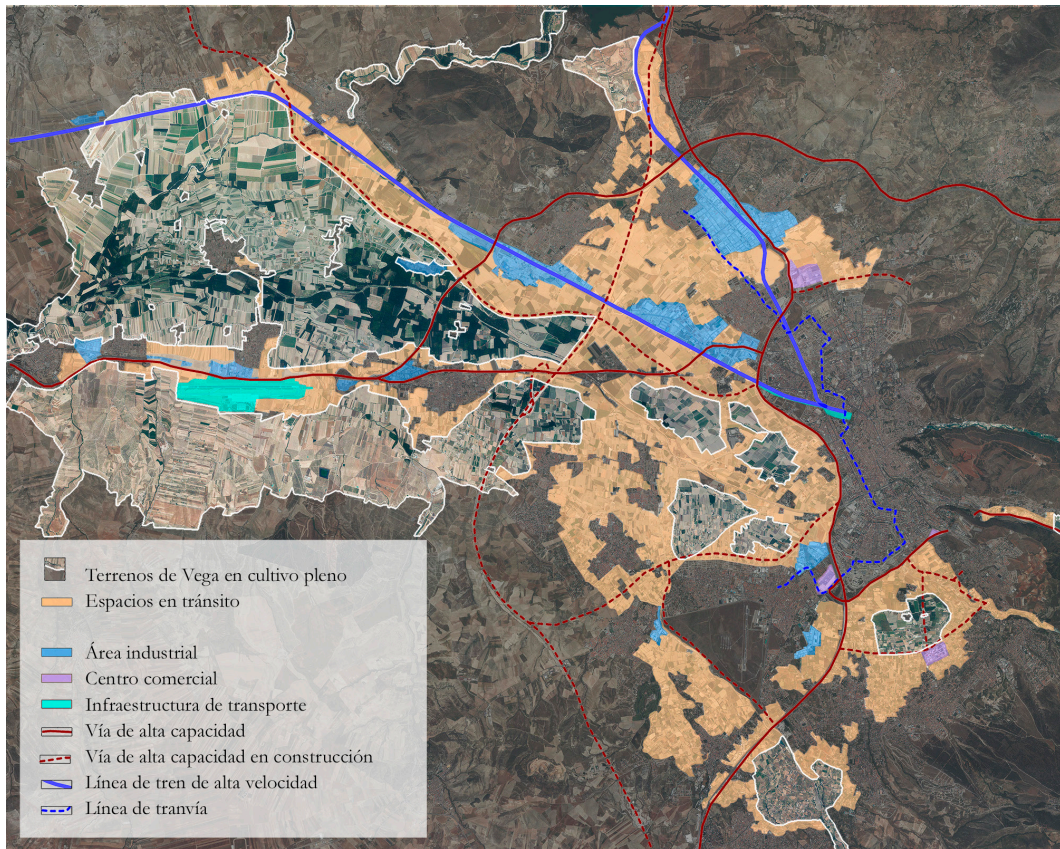 Terrenos de Vega en cultivo pleno
Espacios en tránsito
Área industrial
Centro comercial
Infraestructura de transporte
Vía de alta capacidad
Vía de alta capacidad en construcción
Línea de tren de alta velocidad
Línea de tranvía